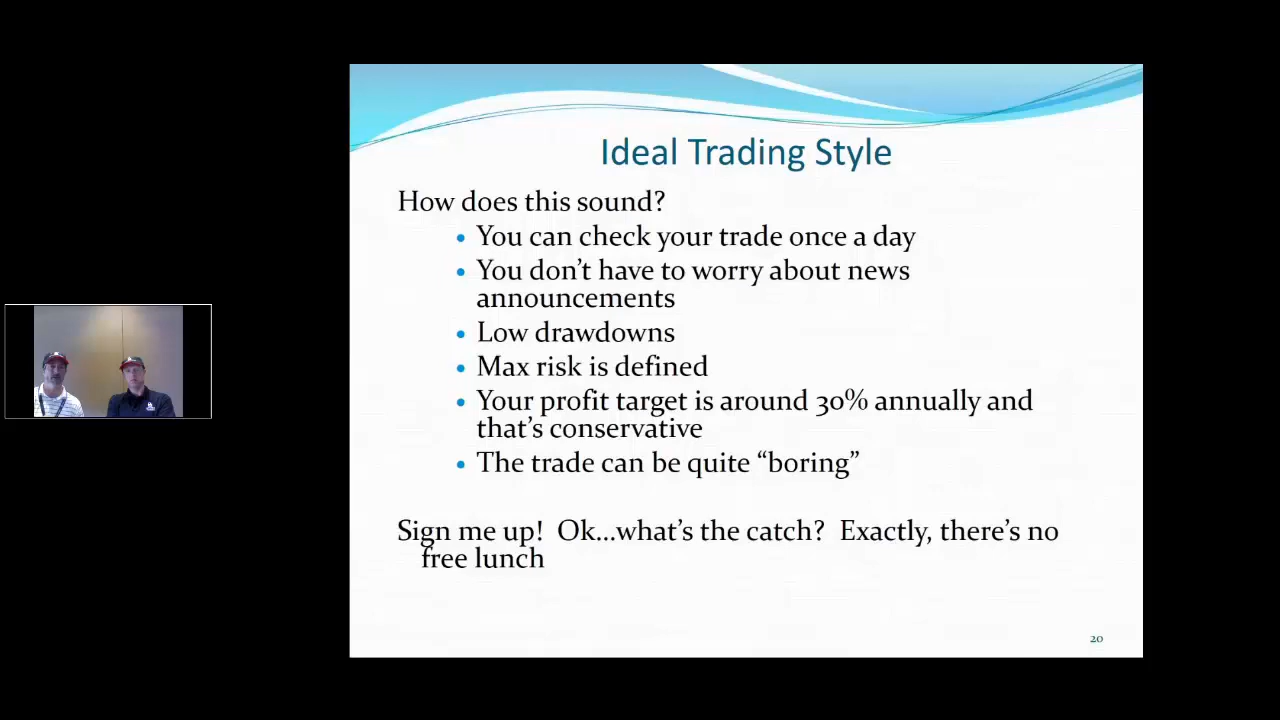 Ideal Trading Style
How does this sound?
• You can check your trade once a day
• You don’t have to worry about news
announcements
• Low drawdowns
• Max risk is defined
• Your profit target is around 30% annually and
that’s conservative
• The trade can be quite “boring”
Sign me up!  Ok...what’s the catch?  Exactly, there’s no
free lunch
20